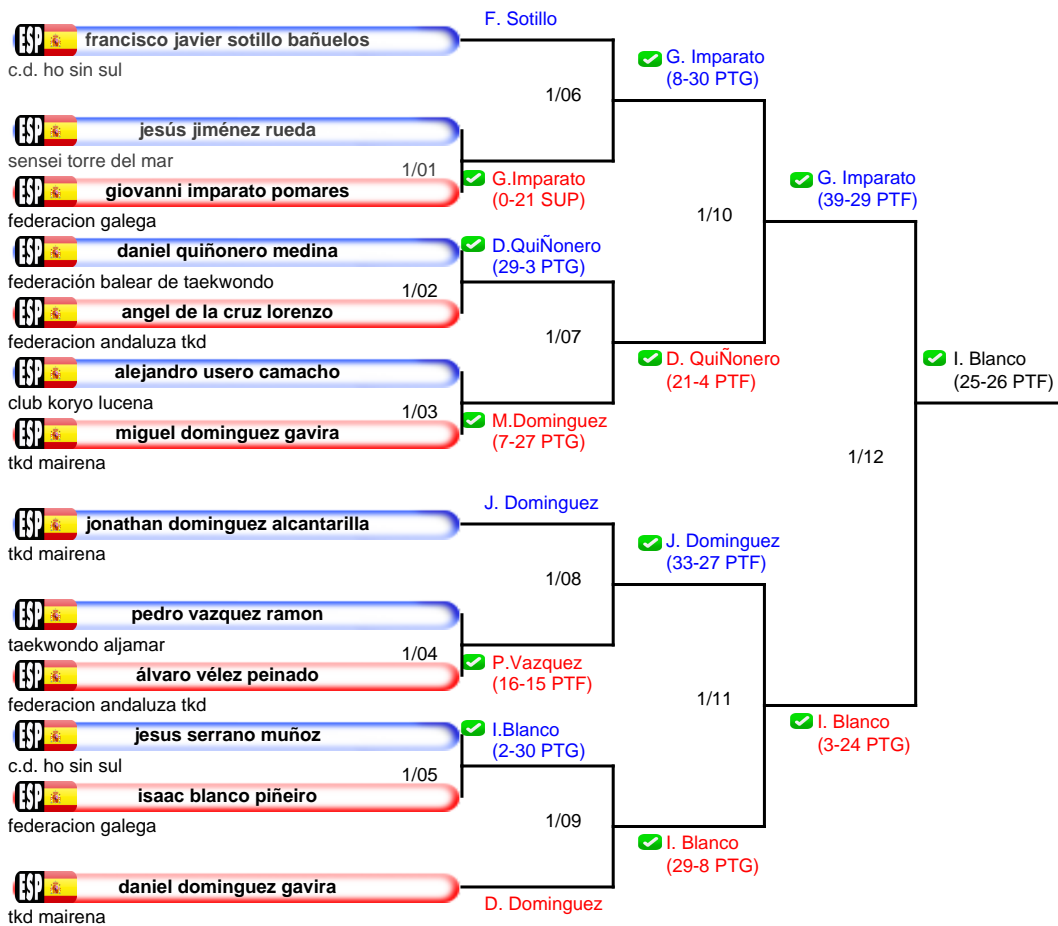 F. Sotillo
ESP francisco javier sotillo bañuelos
c.d. ho sin sul
G. Imparato
(8-30 PTG)
1/06
ESP jesús jiménez rueda
sensei torre del mar
1/01
G.Imparato
(0-21 SUP)
ESP giovanni imparato pomares
federacion galega
G. Imparato
(39-29 PTF)
1/10
ESP daniel quiñonero medina
federación balear de taekwondo
D.QuiÑonero
(29-3 PTG)
1/02
ESP angel de la cruz lorenzo
federacion andaluza tkd
1/07
D. QuiÑonero
(21-4 PTF)
ESP alejandro usero camacho
club koryo lucena
1/03
M.Dominguez
(7-27 PTG)
ESP miguel dominguez gavira
tkd mairena
I. Blanco
(25-26 PTF)
1/12
J. Dominguez
ESP jonathan dominguez alcantarilla
tkd mairena
J. Dominguez
(33-27 PTF)
1/08
ESP pedro vazquez ramon
taekwondo aljamar
1/04
P.Vazquez
(16-15 PTF)
ESP álvaro vélez peinado
federacion andaluza tkd
1/11
I. Blanco
(3-24 PTG)
ESP jesus serrano muñoz
c.d. ho sin sul
I.Blanco
(2-30 PTG)
1/05
ESP isaac blanco piñeiro
federacion galega
1/09
I. Blanco
(29-8 PTG)
ESP daniel dominguez gavira
tkd mairena
D. Dominguez